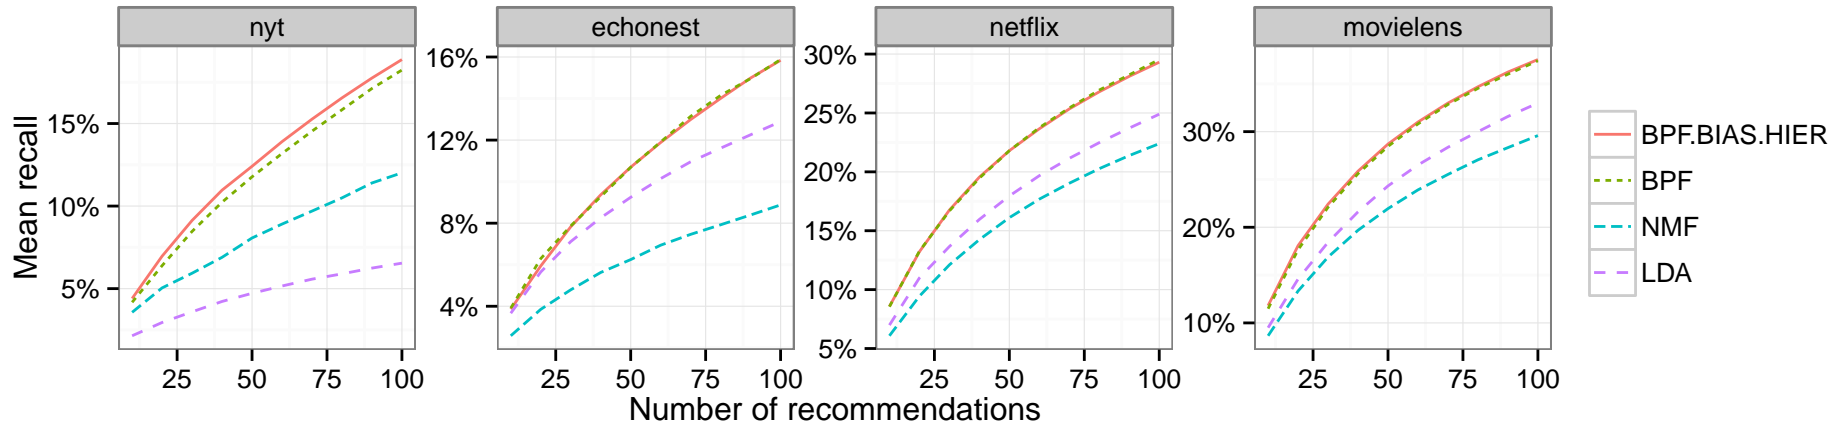 nyt
echonest
netflix
movielens
Mean recall
15%
10%
5%
16%
12%
8%
4%
30%
25%
20%
15%
10%
5%
30%
20%
10%
25 50 75 100
25 50 75 100
25 50 75 100
25 50 75 100
Number of recommendations
BPF.BIAS.HIER
BPF
NMF
LDA